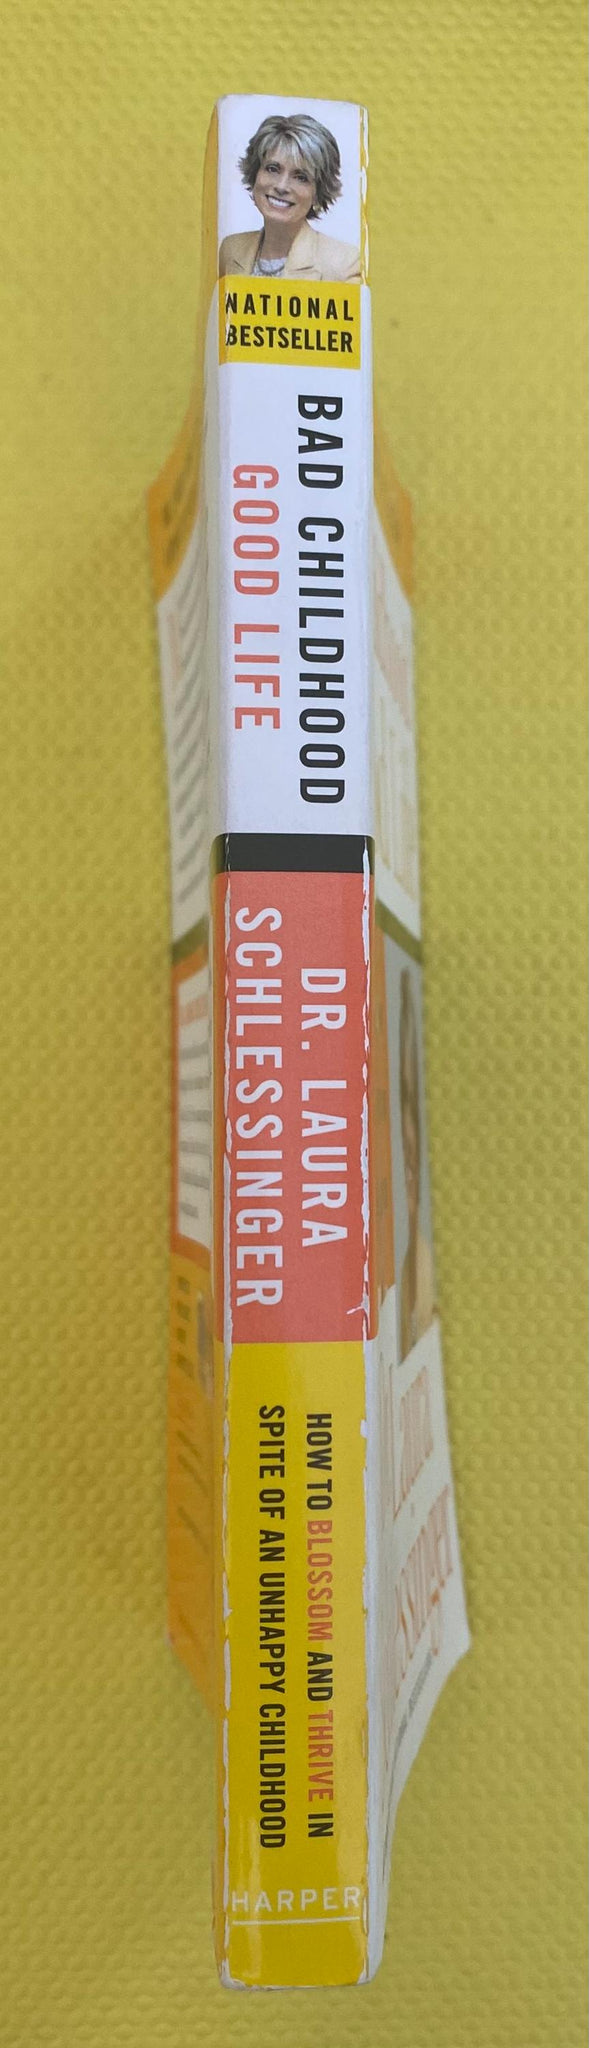 NATIONAL
BESTSELLER
BAD CHILDHOOD
GOOD LIFE
DR. LAURA
SCHLESSINGER
HOW TO BLOSSOM AND THRIVE IN
SPITE OF AN UNHAPPY CHILDHOOD
HARPER